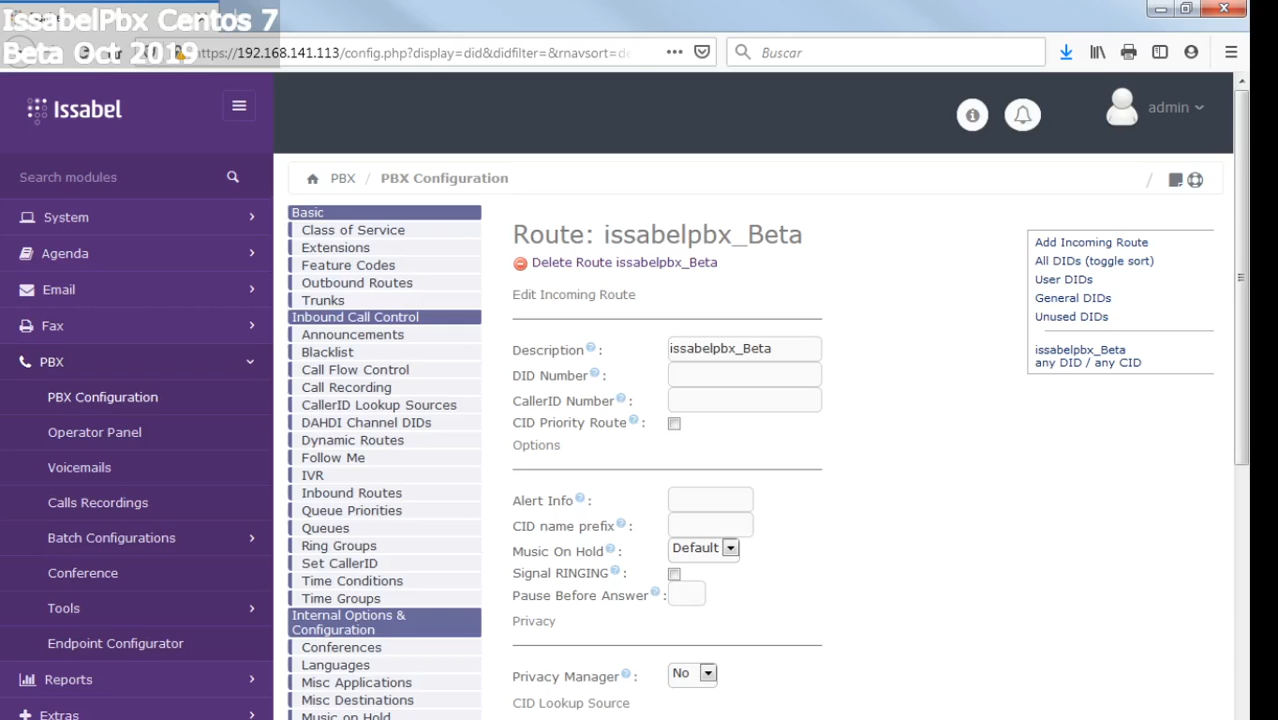 IssabelPbx Centos 7
Beta Oct 2019
https://192.168.141.113/config.php?display=did&didfilter=&rnavsort=de
Buscar
Issabel
admin
Search modules
PBX / PBX Configuration /
System
Agenda
Email
Fax
PBX
PBX Configuration
Operator Panel
Voicemails
Calls Recordings
Batch Configurations
Conference
Tools
Endpoint Configurator
Reports
Extras
Basic
Class of Service
Extensions
Feature Codes
Outbound Routes
Trunks
Inbound Call Control
Announcements
Blacklist
Call Flow Control
Call Recording
CallerID Lookup Sources
DAHDI Channel DIDs
Dynamic Routes
Follow Me
IVR
Inbound Routes
Queue Priorities
Queues
Ring Groups
Set CallerID
Time Conditions
Time Groups
Internal Options &
Configuration
Conferences
Languages
Misc Applications
Misc Destinations
Music on Hold
Route: issabelpbx_Beta
Delete Route issabelpbx_Beta
Edit Incoming Route
Description : issabelpbx_Beta
DID Number :
CallerID Number :
CID Priority Route :
Options
Alert Info :
CID name prefix :
Music On Hold : Default
Signal RINGING :
Pause Before Answer :
Privacy
Privacy Manager : No
CID Lookup Source
Add Incoming Route
All DIDs (toggle sort)
User DIDs
General DIDs
Unused DIDs
issabelpbx_Beta
any DID / any CID